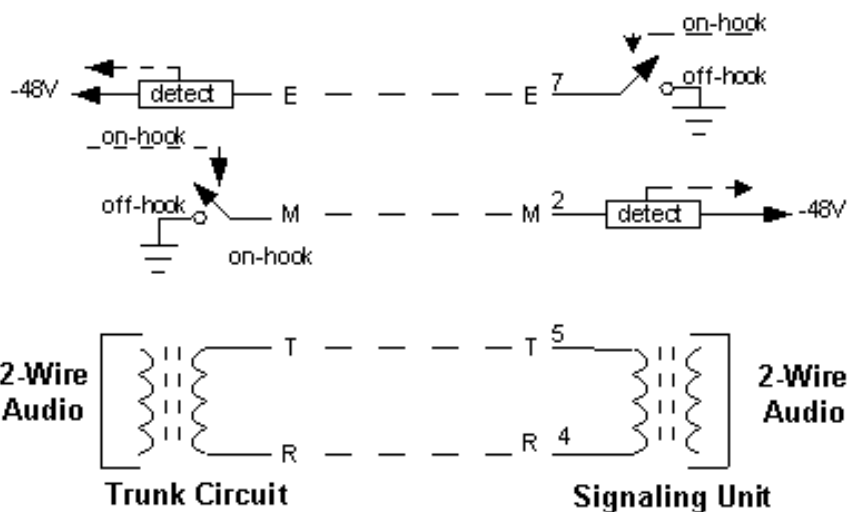 on-hook
-48V detect E E 7 off-hook
on-hook
off-hook M M 2 detect -48V
on-hook
2-Wire
Audio
T T 5
R R 4
2-Wire
Audio
Trunk Circuit
Signaling Unit